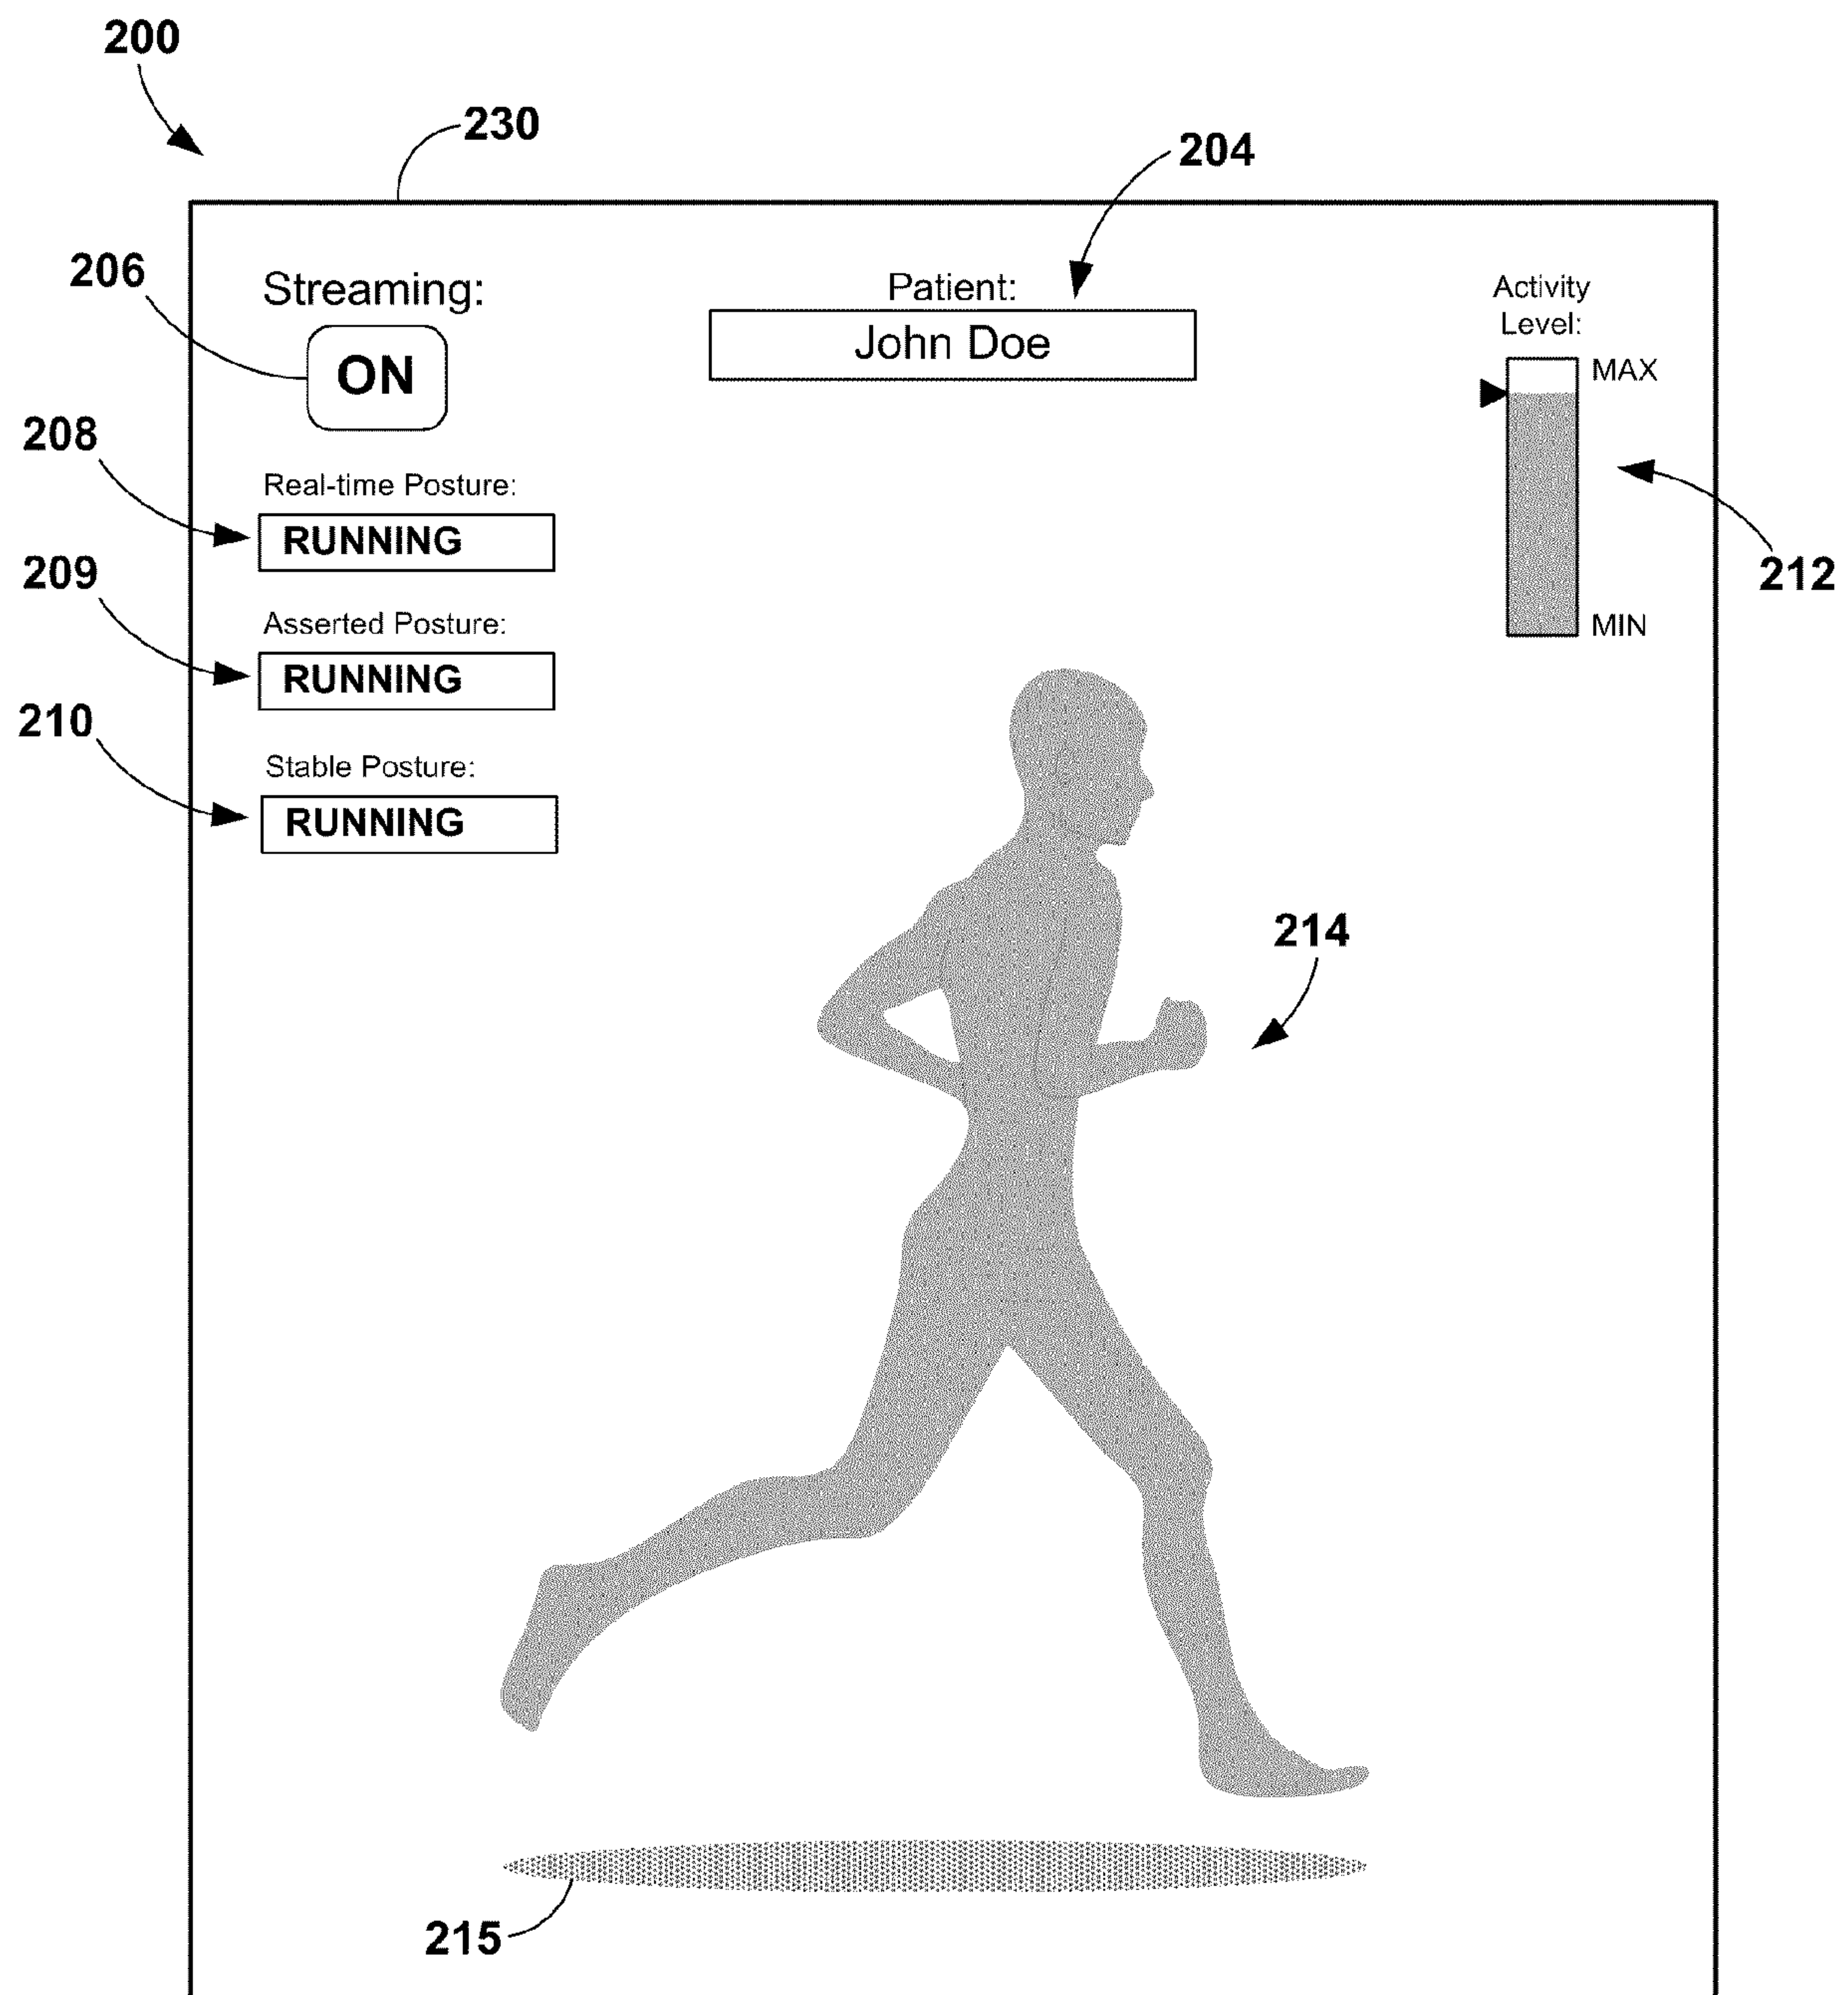 200
230
204
206
Streaming:
ON
Patient:
John Doe
Activity
Level:
MAX
MIN
212
208
Real-time Posture:
RUNNING
209
Asserted Posture:
RUNNING
210
Stable Posture:
RUNNING
214
215